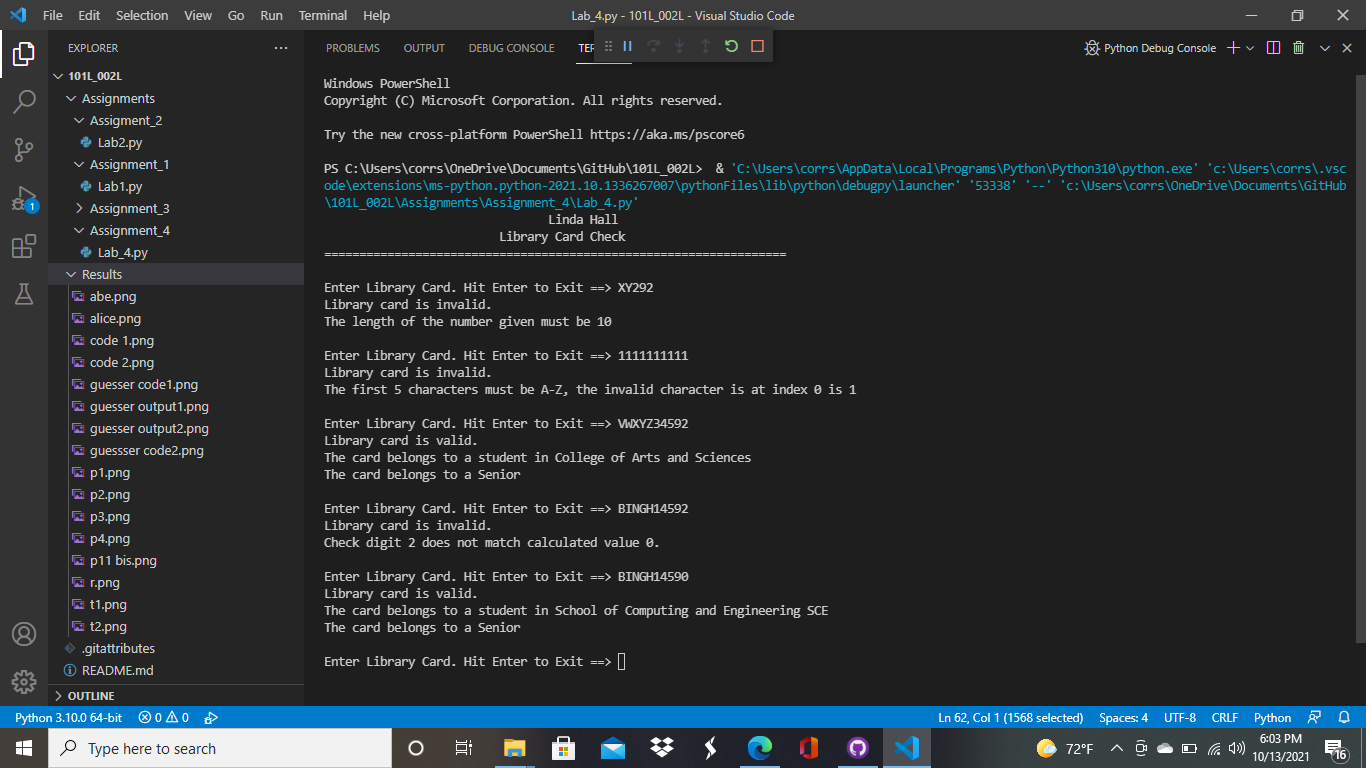 File Edit Selection View Go Run Terminal Help Lab_4.py - 101L_002L - Visual Studio Code
EXPLORER
101L_002L
Assignments
Assigment_2
Lab2.py
Assignment_1
Lab1.py
Assignment_3
Assignment_4
Lab_4.py
Results
abe.png
alice.png
code 1.png
code 2.png
guesser code1.png
guesser output1.png
guesser output2.png
guessser code2.png
p1.png
p2.png
p3.png
p4.png
p11 bis.png
r.png
t1.png
t2.png
.gitattributes
README.md
OUTLINE
1
PROBLEMS OUTPUT DEBUG CONSOLE TER
Python Debug Console
Windows PowerShell
Copyright (C) Microsoft Corporation. All rights reserved.
Try the new cross-platform PowerShell https://aka.ms/pscore6
PS C:\Users\corrs\OneDrive\Documents\GitHub\101L_002L>  & 'C:\Users\corrs\AppData\Local\Programs\Python\Python310\python.exe' 'c:\Users\corrs\.vsc
ode\extensions\ms-python.python-2021.10.1336267007\pythonFiles\lib\python\debugpy\launcher' '53338' '--' 'c:\Users\corrs\OneDrive\Documents\GitHub
\101L_002L\Assignments\Assignment_4\Lab_4.py'
Linda Hall
Library Card Check
==================================================================
Enter Library Card. Hit Enter to Exit ==> XY292
Library card is invalid.
The length of the number given must be 10
Enter Library Card. Hit Enter to Exit ==> 1111111111
Library card is invalid.
The first 5 characters must be A-Z, the invalid character is at index 0 is 1
Enter Library Card. Hit Enter to Exit ==> VWXYZ34592
Library card is valid.
The card belongs to a student in College of Arts and Sciences
The card belongs to a Senior
Enter Library Card. Hit Enter to Exit ==> BINGH14592
Library card is invalid.
Check digit 2 does not match calculated value 0.
Enter Library Card. Hit Enter to Exit ==> BINGH14590
Library card is valid.
The card belongs to a student in School of Computing and Engineering SCE
The card belongs to a Senior
Enter Library Card. Hit Enter to Exit ==>
Python 3.10.0 64-bit 0 0 Ln 62, Col 1 (1568 selected) Spaces: 4 UTF-8 CRLF Python
Type here to search
72°F
6:03 PM
10/13/2021
16